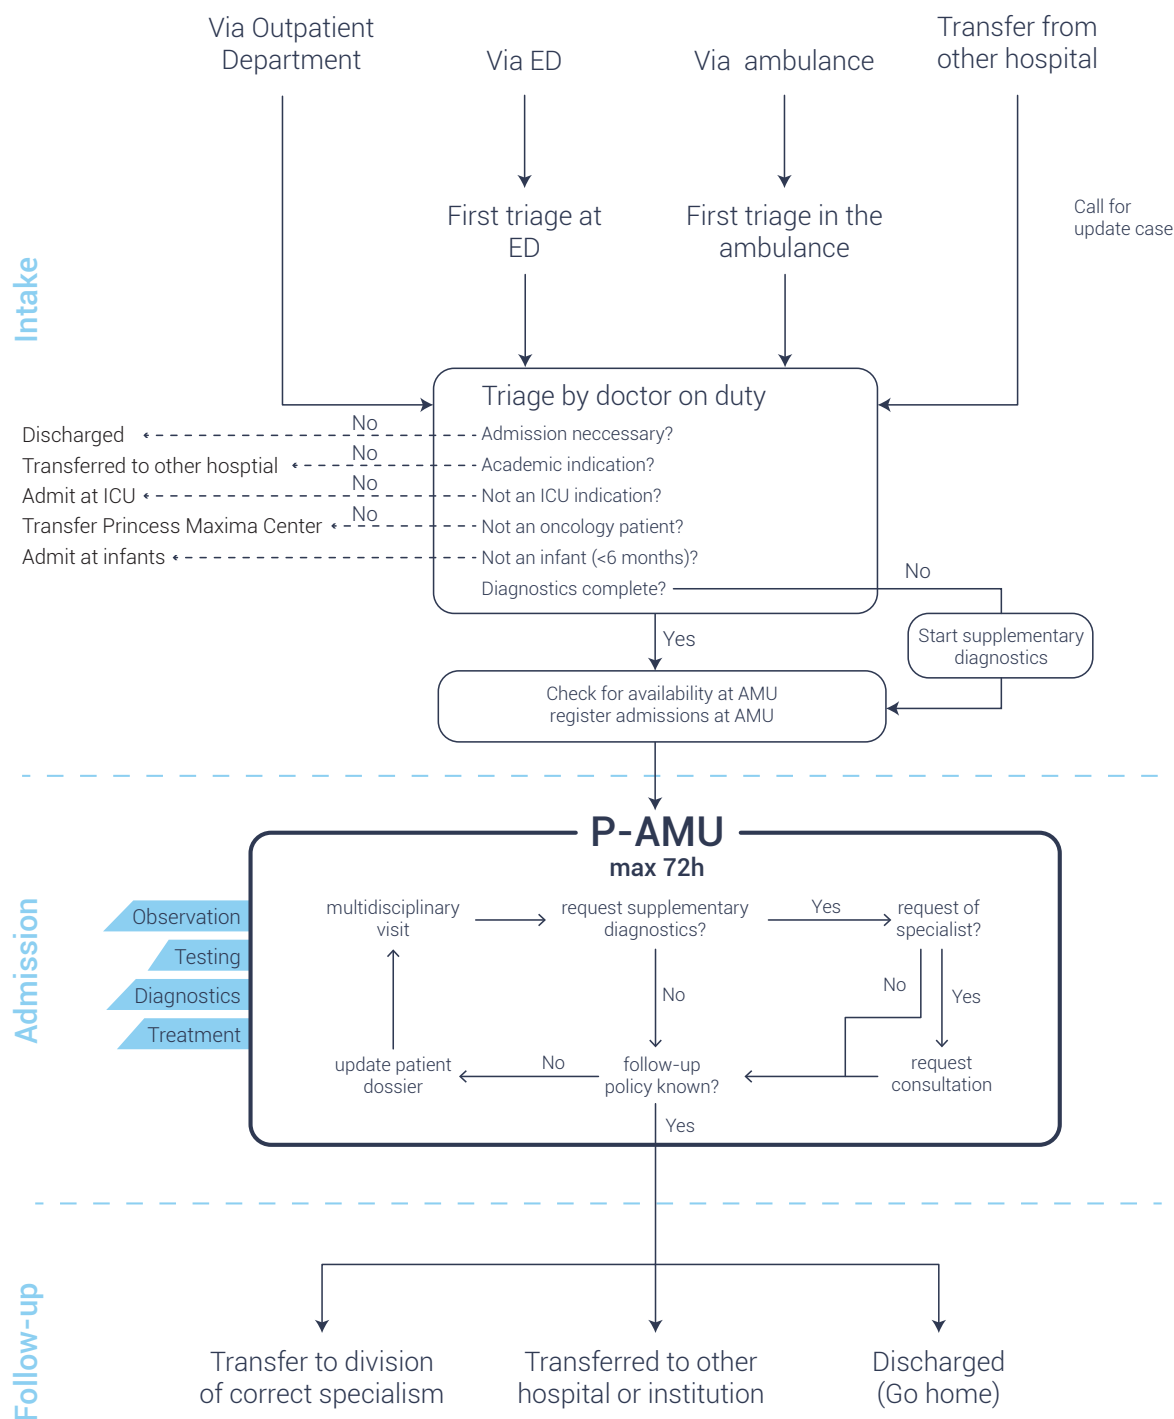 Via Outpatient
Department
Via ED
Via ambulance
Transfer from
other hospital
First triage at
ED
First triage in the
ambulance
Call for
update case
Intake
Triage by doctor on duty
Discharged
No
Admission neccessary?
Transferred to other hosptial
No
Academic indication?
Admit at ICU
No
Not an ICU indication?
Transfer Princess Maxima Center
No
Not an oncology patient?
Admit at infants
Not an infant (<6 months)?
Diagnostics complete?
No
Yes
Start supplementary
diagnostics
Check for availability at AMU
register admissions at AMU
Admission
P-AMU
max 72h
Observation
Testing
Diagnostics
Treatment
multidisciplinary
visit
request supplementary
diagnostics?
Yes
request of
specialist?
No
No
Yes
update patient
dossier
No
follow-up
policy known?
request
consultation
Yes
Follow-up
Transfer to division
of correct specialism
Transferred to other
hospital or institution
Discharged
(Go home)